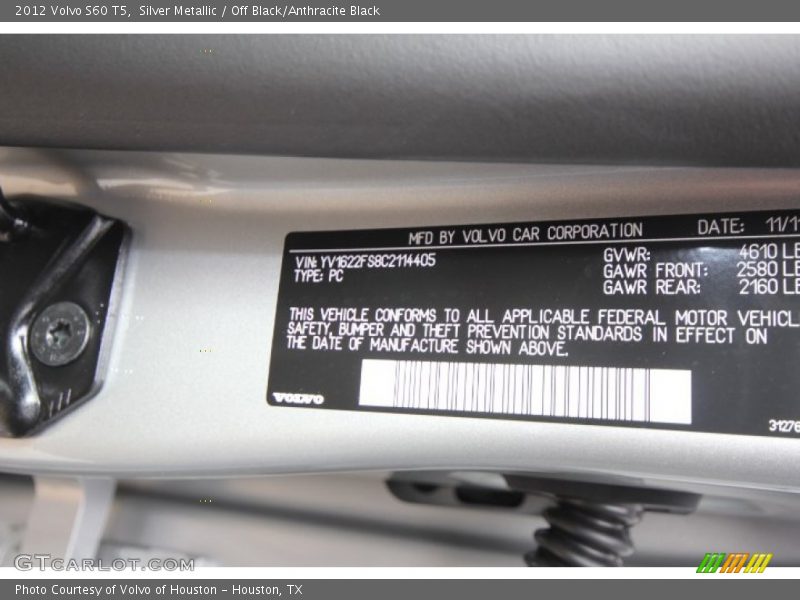 2012 Volvo S60 T5,  Silver Metallic / Off Black/Anthracite Black
MFD BY VOLVO CAR CORPORATION DATE: 11/11
VIN: YV1622FS8C2114405 GVWR: 4610 LB
TYPE: PC GAWR FRONT: 2580 LB
GAWR REAR: 2160 LB
THIS VEHICLE CONFORMS TO ALL APPLICABLE FEDERAL MOTOR VEHICL
SAFETY, BUMPER AND THEFT PREVENTION STANDARDS IN EFFECT ON
THE DATE OF MANUFACTURE SHOWN ABOVE.
VOLVO
31276
GTCARLOT.COM
Photo Courtesy of Volvo of Houston - Houston, TX